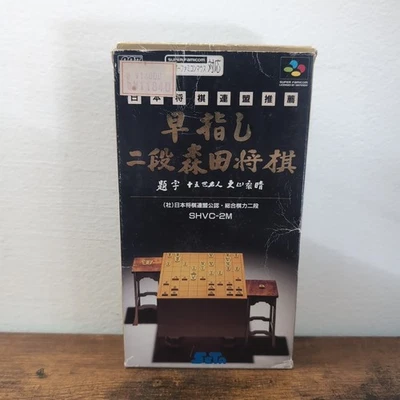 SUPER FAMICOM
日本将棋連盟推薦
早指し
二段森田将棋
題字 十五世名人 大山康晴
(社)日本将棋連盟公認・総合棋力二段
SHVC-2M
SeTa